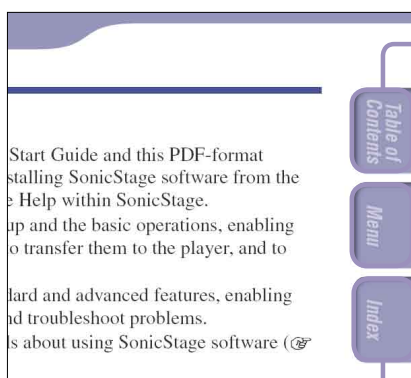 Start Guide and this PDF-format
stalling SonicStage software from the
e Help within SonicStage.
up and the basic operations, enabling
o transfer them to the player, and to
dard and advanced features, enabling
nd troubleshoot problems.
ls about using SonicStage software (☞
Table of
Contents
Menu
Index